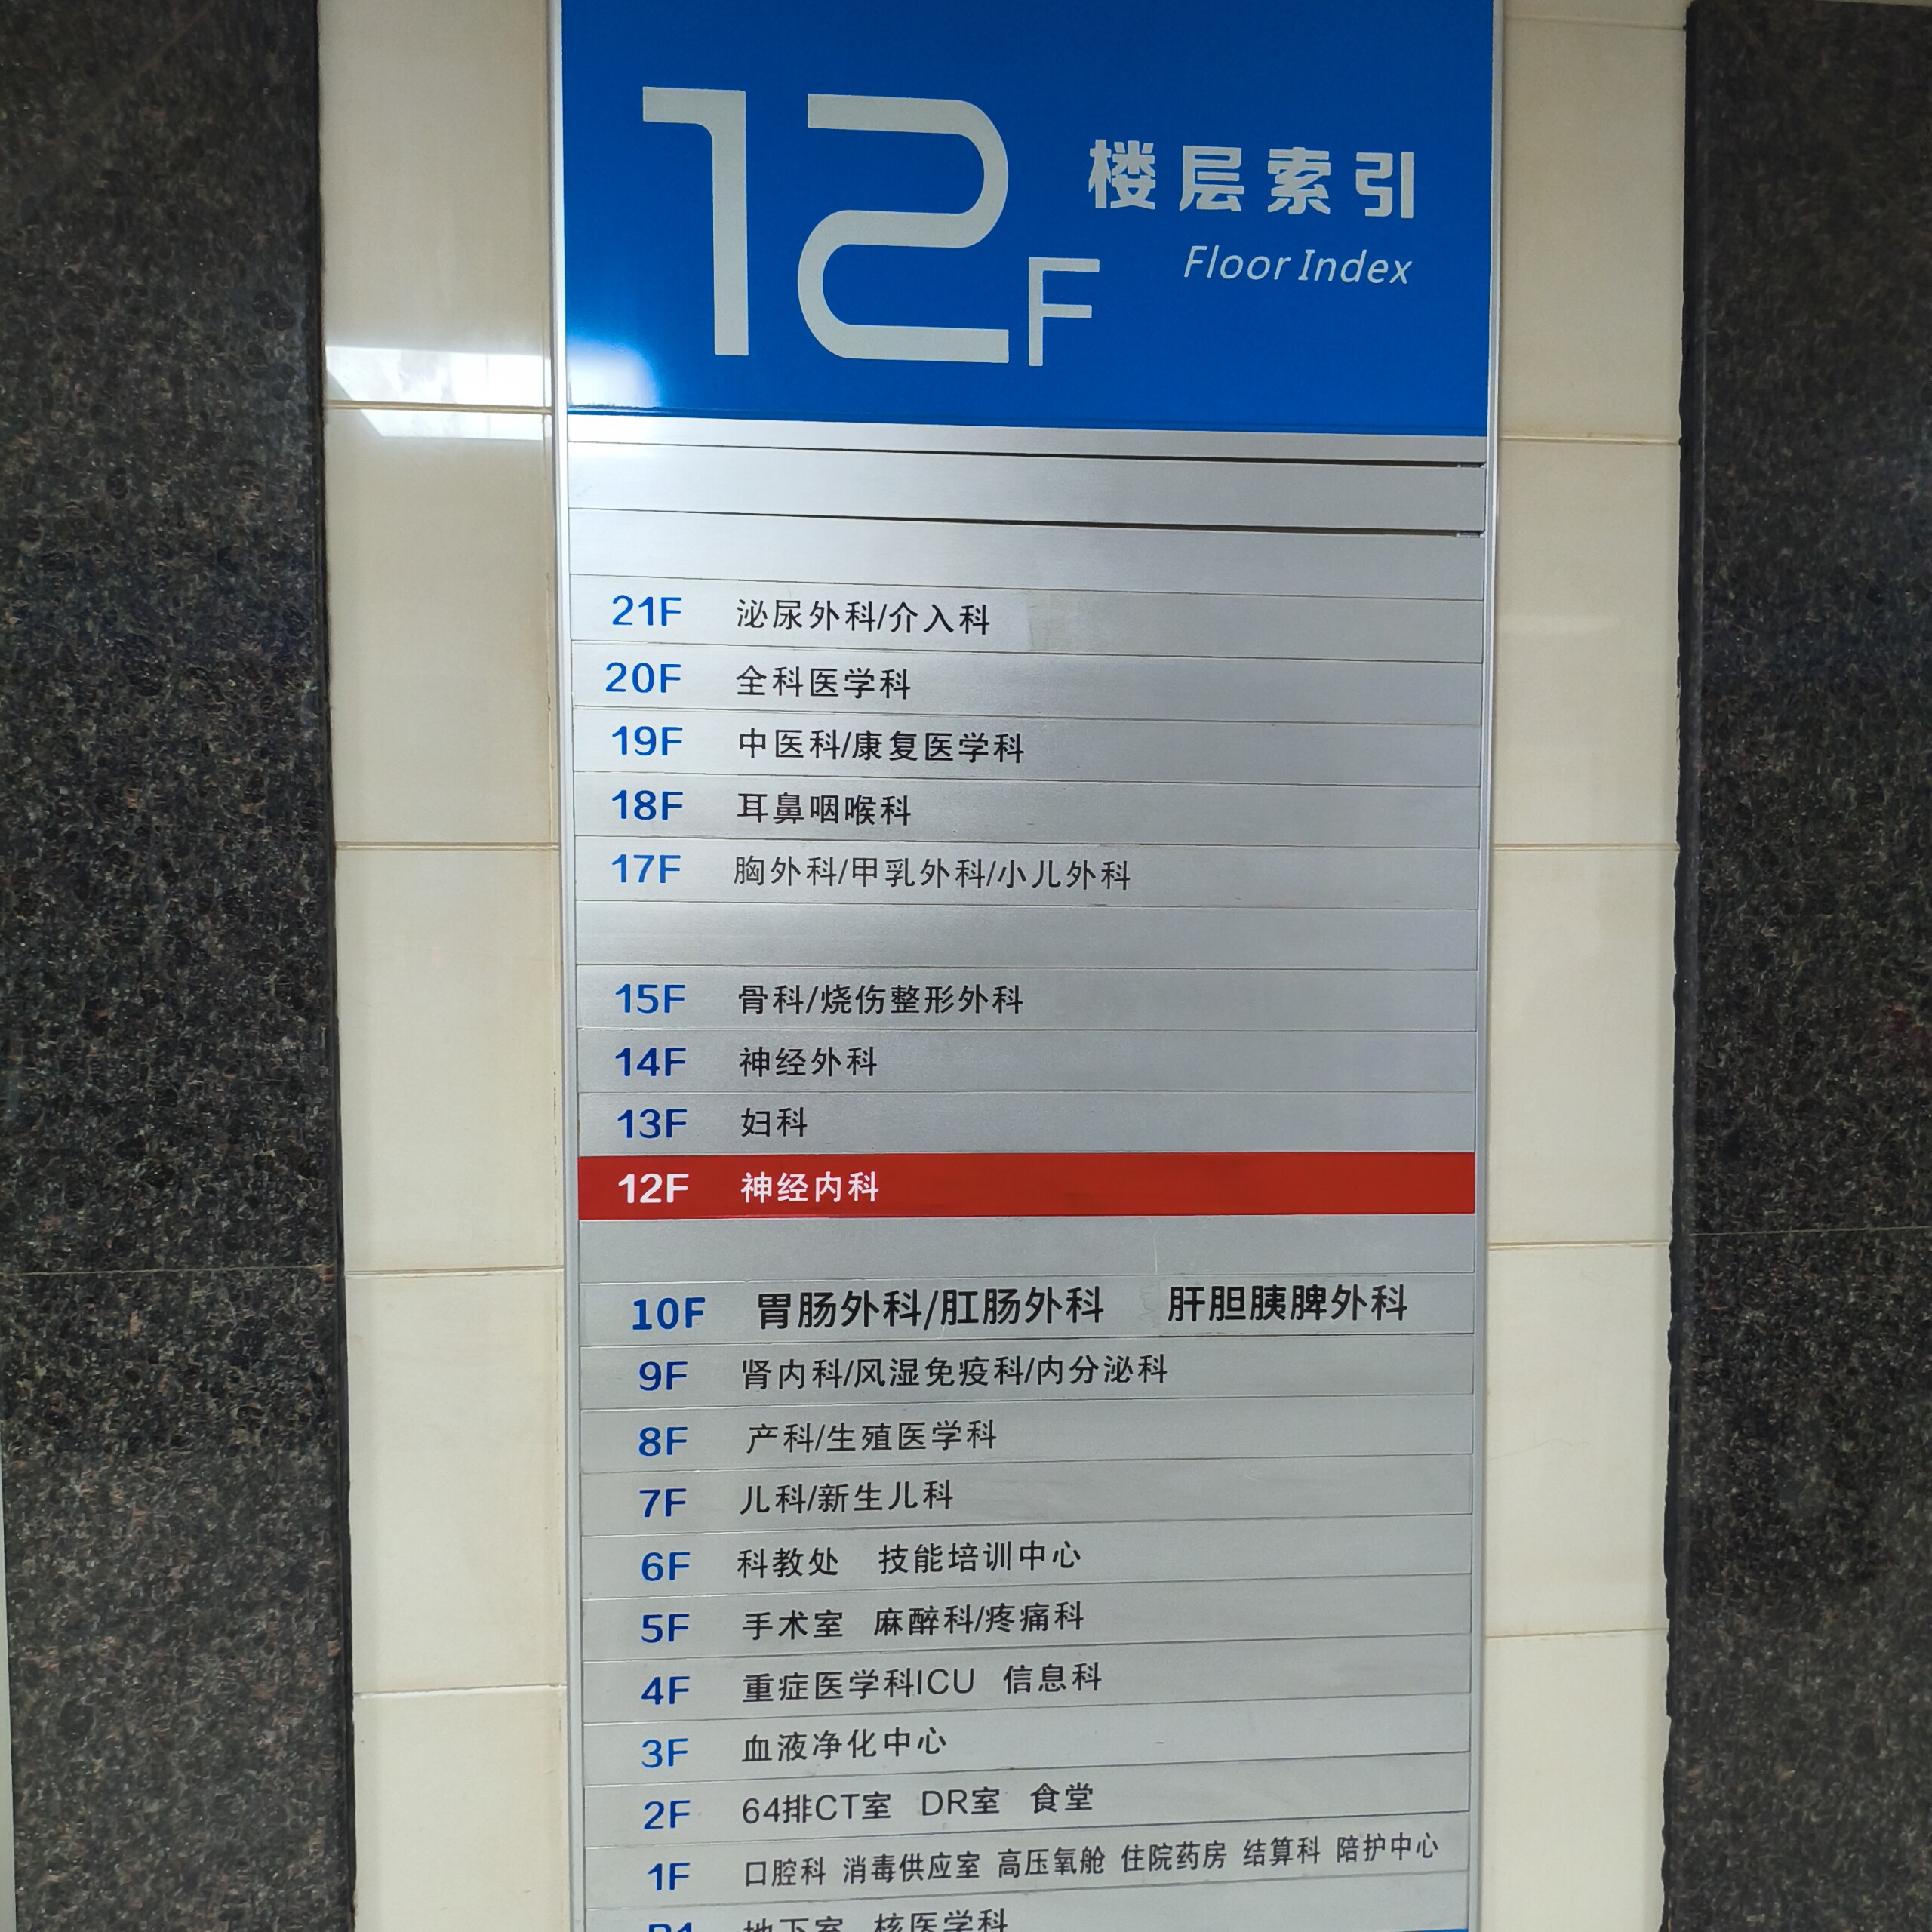 12F
楼层索引
Floor Index
21F 泌尿外科/介入科
20F 全科医学科
19F 中医科/康复医学科
18F 耳鼻咽喉科
17F 胸外科/甲乳外科/小儿外科
15F 骨科/烧伤整形外科
14F 神经外科
13F 妇科
12F 神经内科
10F 胃肠外科/肛肠外科 肝胆胰脾外科
9F 肾内科/风湿免疫科/内分泌科
8F 产科/生殖医学科
7F 儿科/新生儿科
6F 科教处 技能培训中心
5F 手术室 麻醉科/疼痛科
4F 重症医学科ICU 信息科
3F 血液净化中心
2F 64排CT室 DR室 食堂
1F 口腔科 消毒供应室 高压氧舱 住院药房 结算科 陪护中心
B1 地下室 核医学科